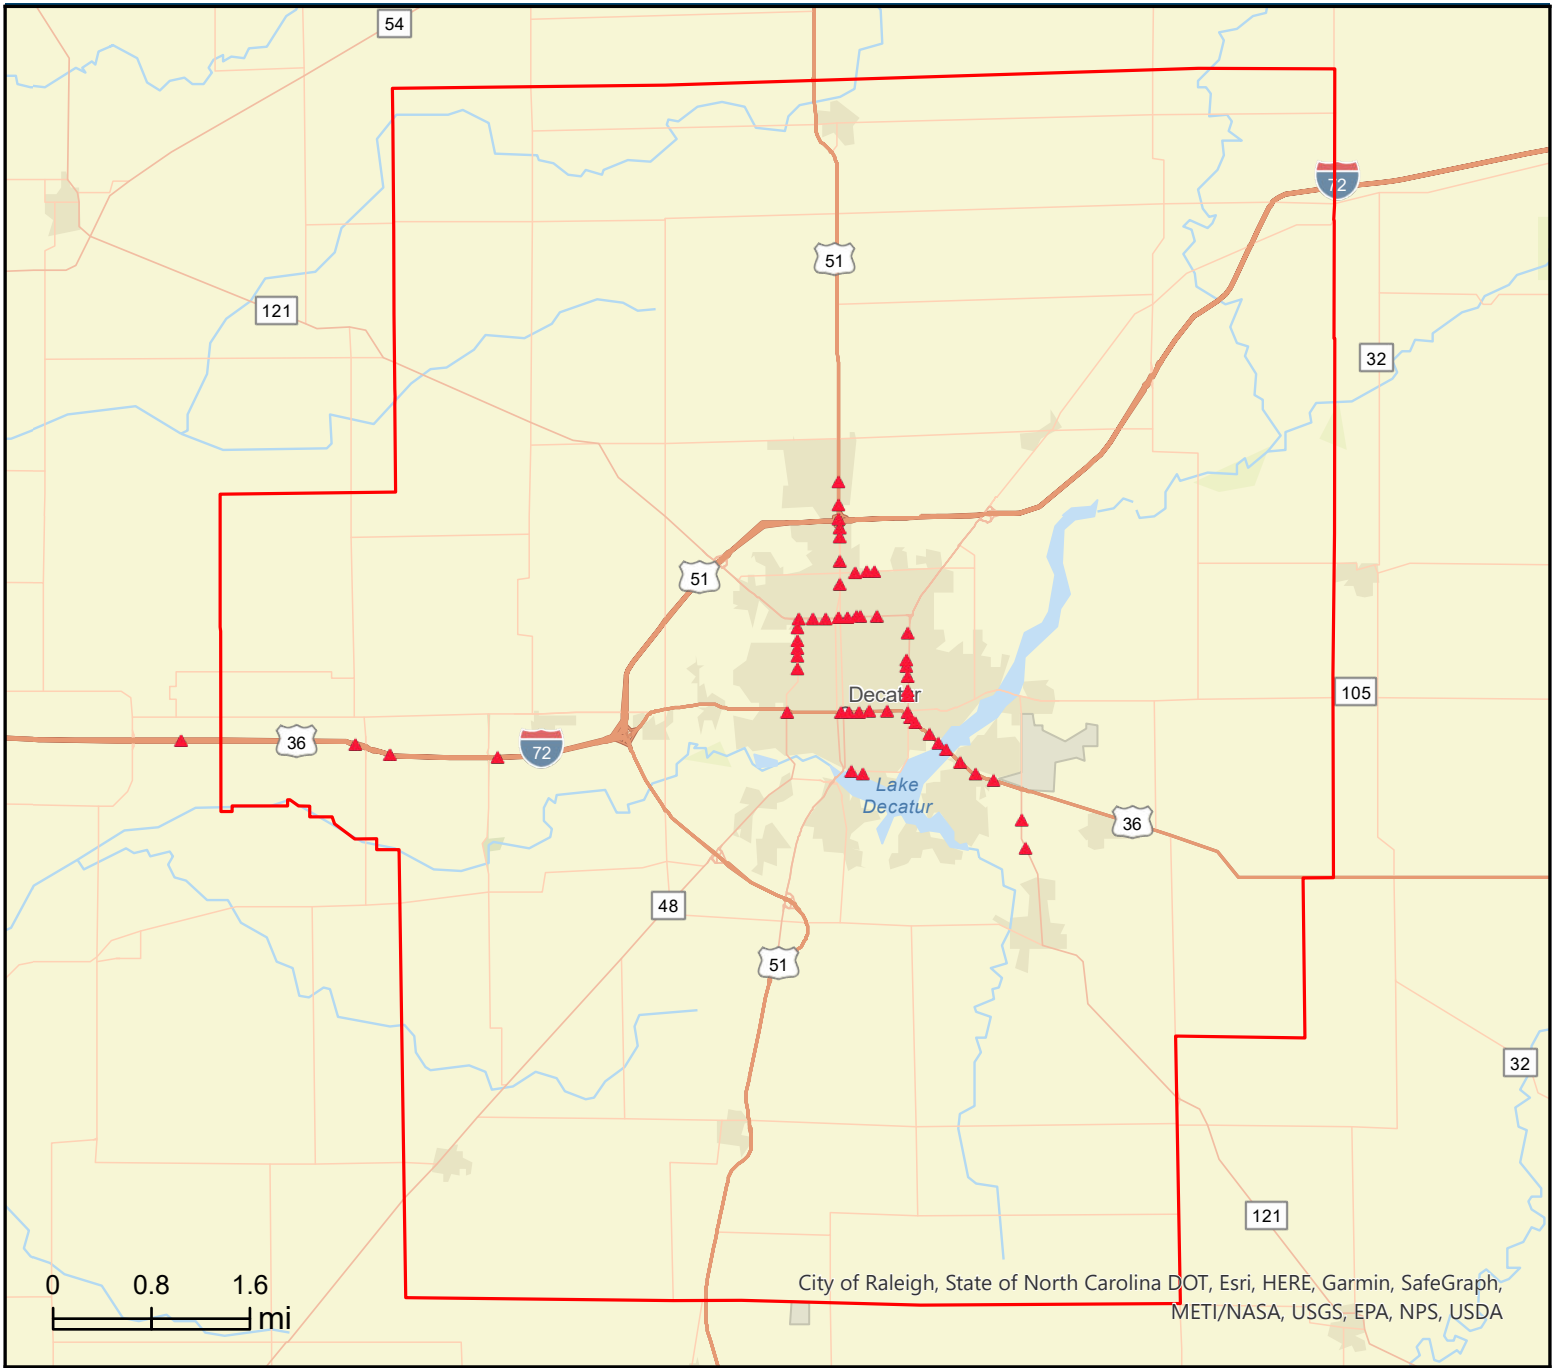 54
72
51
121
32
51
Decatur
105
36
72
Lake
Decatur
36
48
51
32
121
0 0.8 1.6
mi
City of Raleigh, State of North Carolina DOT, Esri, HERE, Garmin, SafeGraph,
METI/NASA, USGS, EPA, NPS, USDA